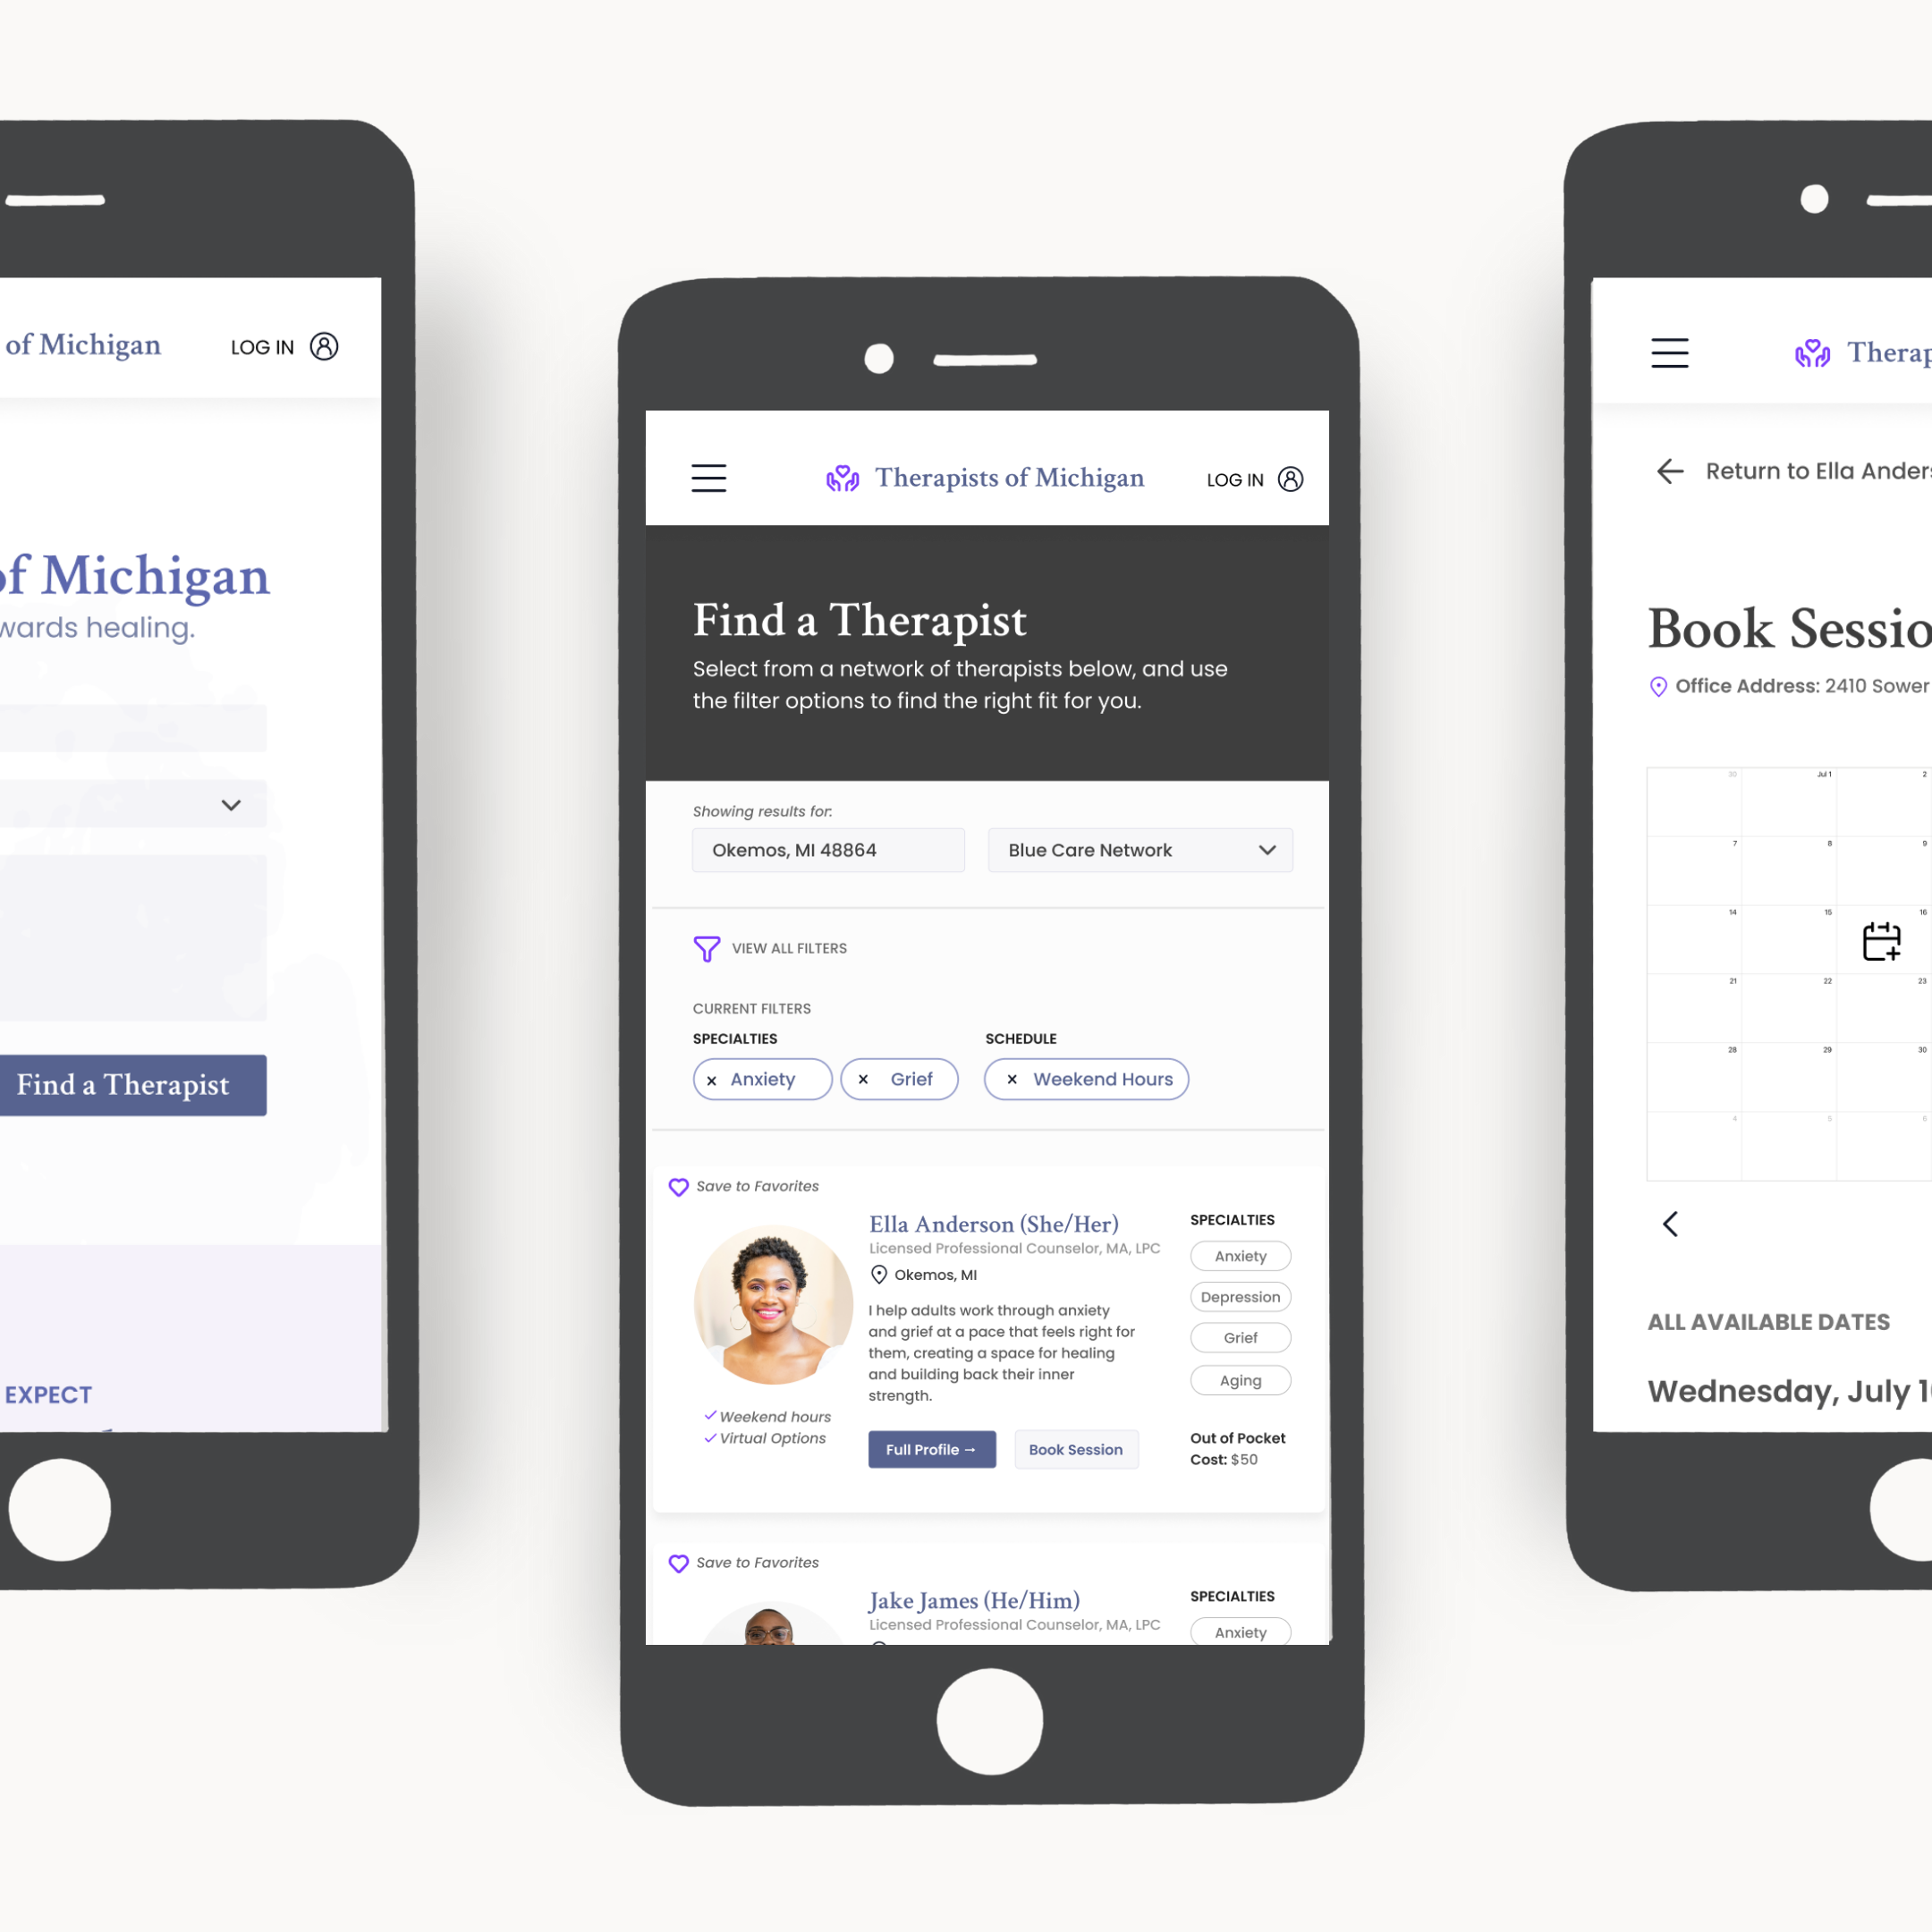 of Michigan
LOG IN
of Michigan
wards healing.
Find a Therapist
EXPECT
Therapists of Michigan
LOG IN
Find a Therapist
Select from a network of therapists below, and use
the filter options to find the right fit for you.
Showing results for:
Okemos, MI 48864
Blue Care Network
VIEW ALL FILTERS
CURRENT FILTERS
SPECIALTIES
SCHEDULE
× Anxiety
× Grief
× Weekend Hours
Save to Favorites
Ella Anderson (She/Her)
Licensed Professional Counselor, MA, LPC
Okemos, MI
I help adults work through anxiety
and grief at a pace that feels right for
them, creating a space for healing
and building back their inner
strength.
Weekend hours
Virtual Options
Full Profile →
Book Session
SPECIALTIES
Anxiety
Depression
Grief
Aging
Out of Pocket
Cost: $50
Save to Favorites
Jake James (He/Him)
Licensed Professional Counselor, MA, LPC
SPECIALTIES
Anxiety
Therap
Return to Ella Anders
Book Sessio
Office Address: 2410 Sower
30 Jul 1 2
7 8 9
14 15 16
21 22 23
28 29 30
4 5 6
ALL AVAILABLE DATES
Wednesday, July 1